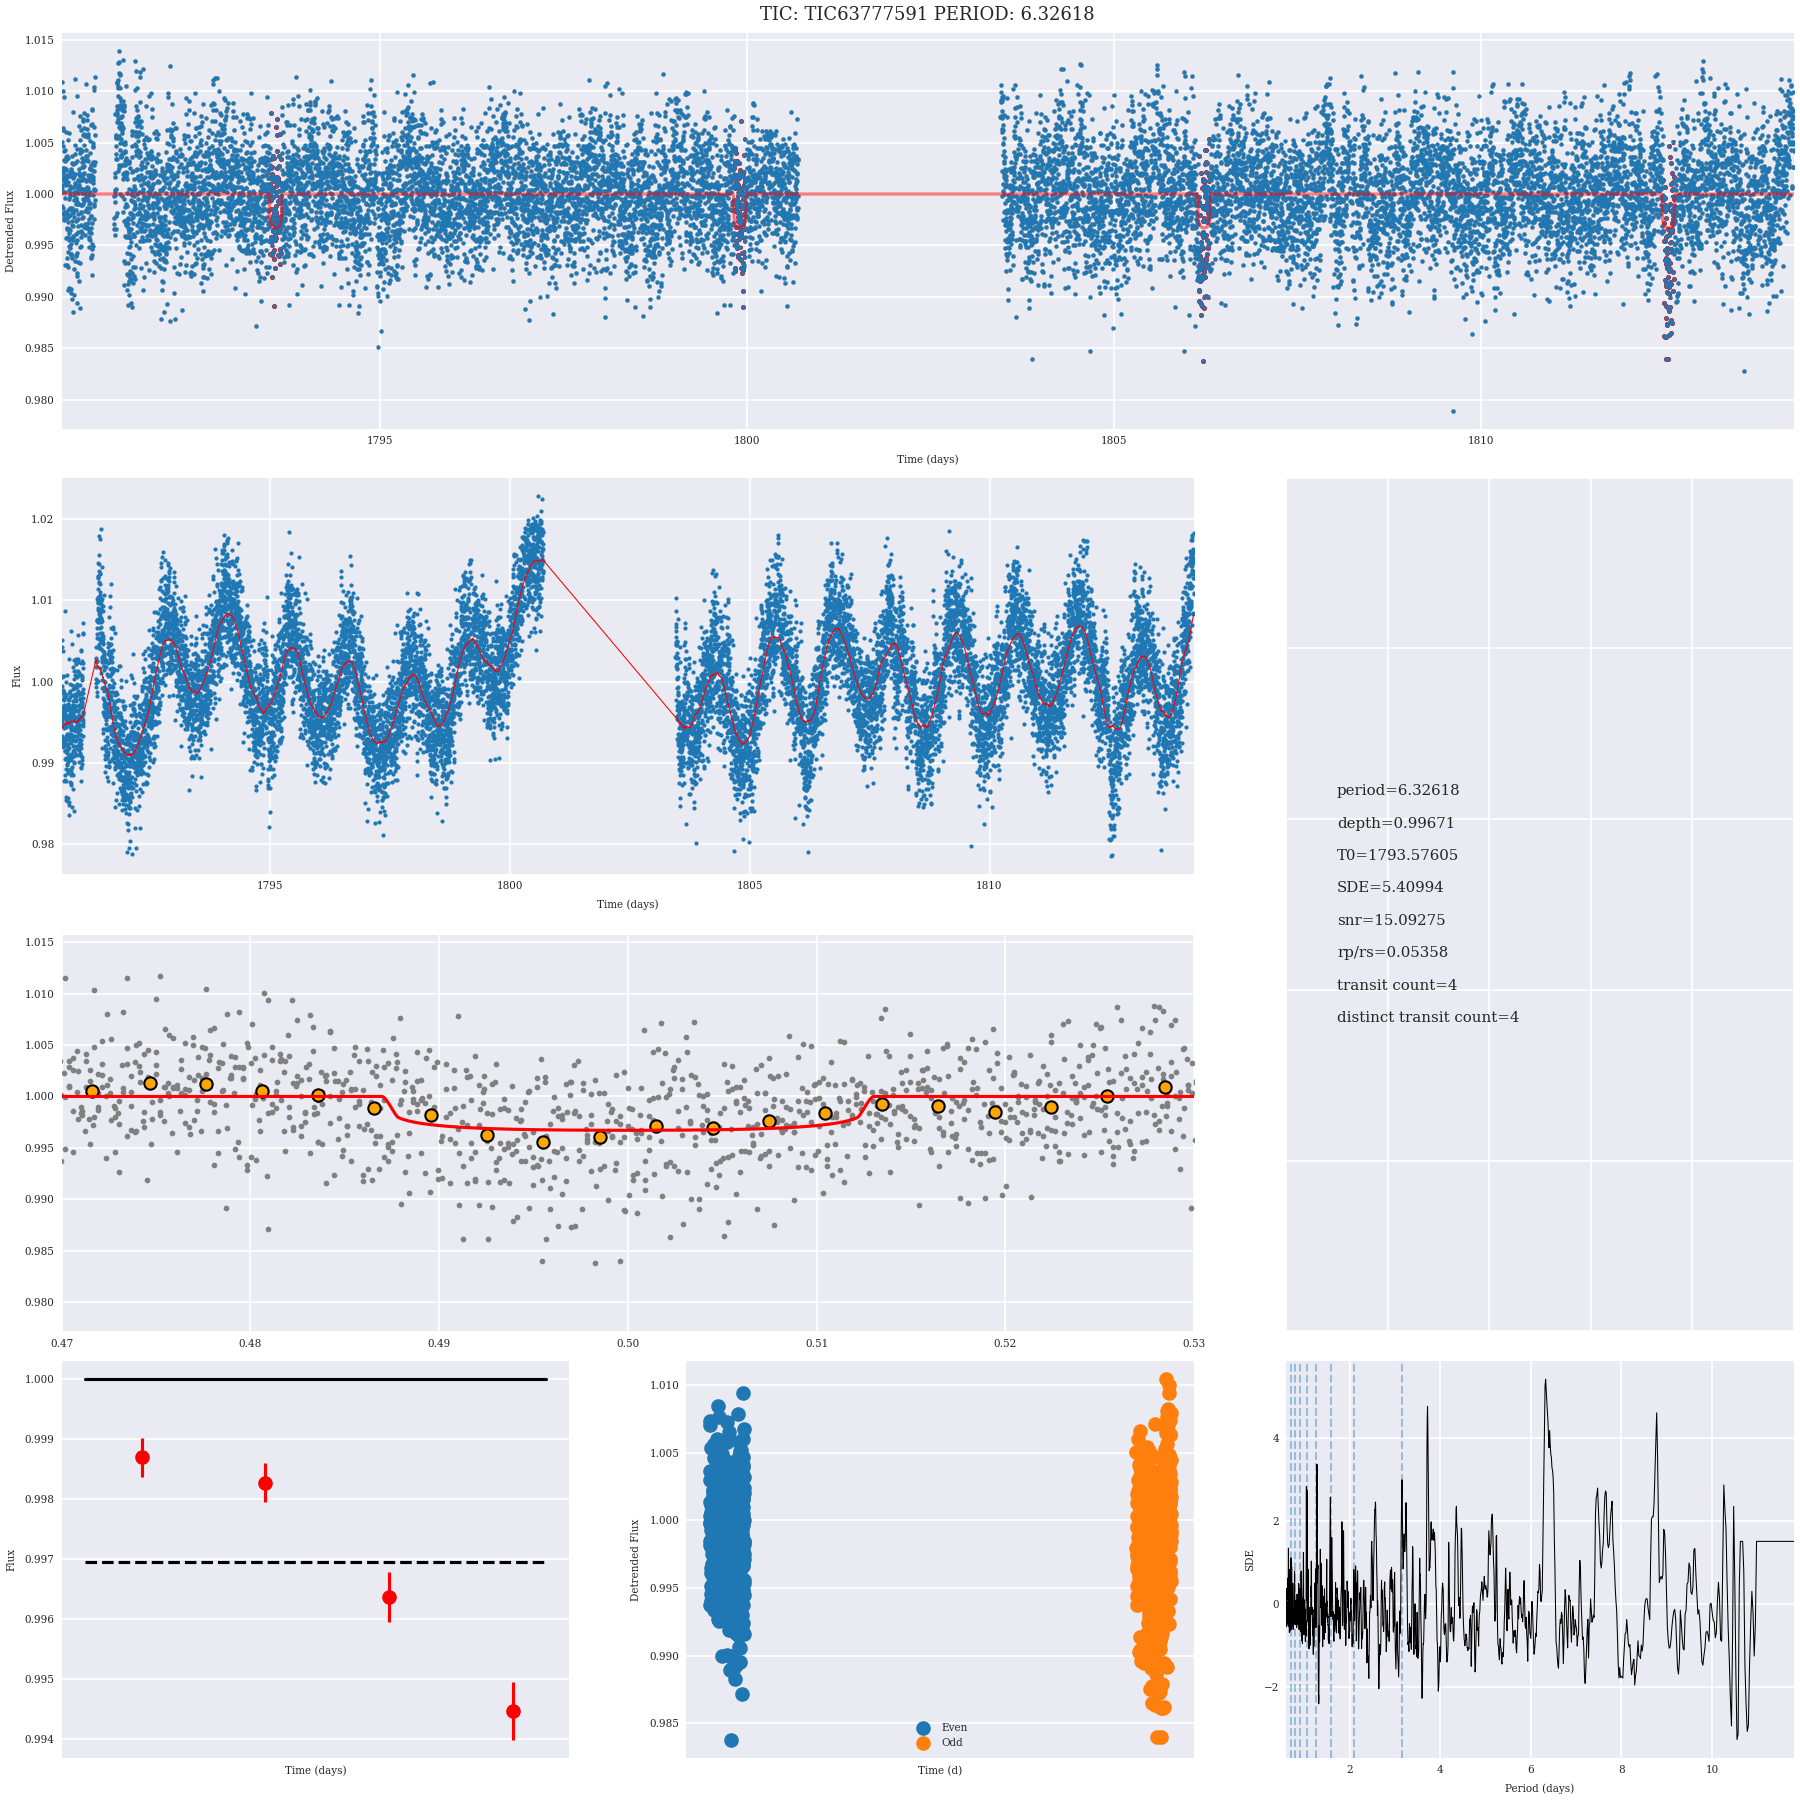 TIC: TIC63777591 PERIOD: 6.32618
1.015
1.010
1.005
1.000
0.995
0.990
0.985
0.980
Detrended Flux
1795
1800
1805
1810
Time (days)
1.02
1.01
1.00
0.99
0.98
Flux
1795
1800
1805
1810
Time (days)
period=6.32618
depth=0.99671
T0=1793.57605
SDE=5.40994
snr=15.09275
rp/rs=0.05358
transit count=4
distinct transit count=4
1.015
1.010
1.005
1.000
0.995
0.990
0.985
0.980
0.47
0.48
0.49
0.50
0.51
0.52
0.53
1.000
0.999
0.998
0.997
0.996
0.995
0.994
Flux
Time (days)
1.010
1.005
1.000
0.995
0.990
0.985
Detrended Flux
Even
Odd
Time (d)
4
2
0
−2
SDE
2
4
6
8
10
Period (days)